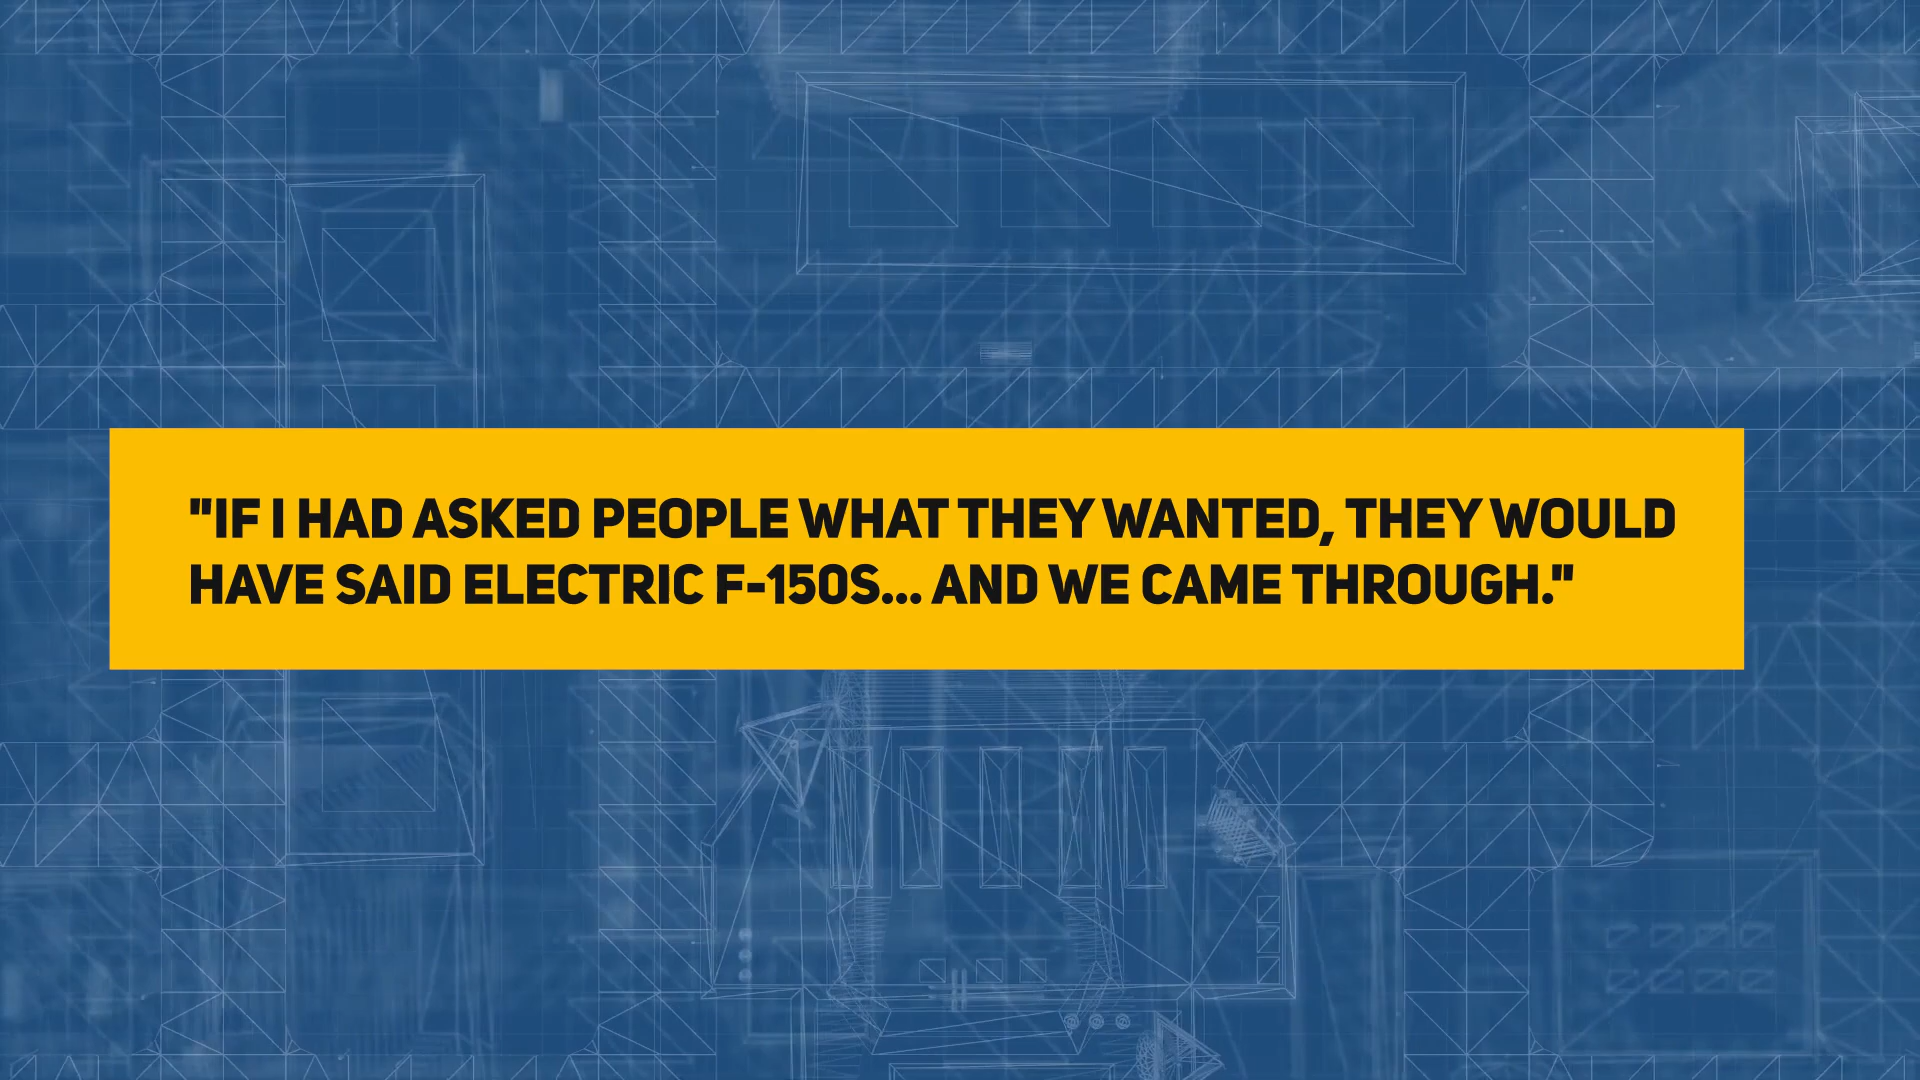 "IF I HAD ASKED PEOPLE WHAT THEY WANTED, THEY WOULD
HAVE SAID ELECTRIC F-150S... AND WE CAME THROUGH."